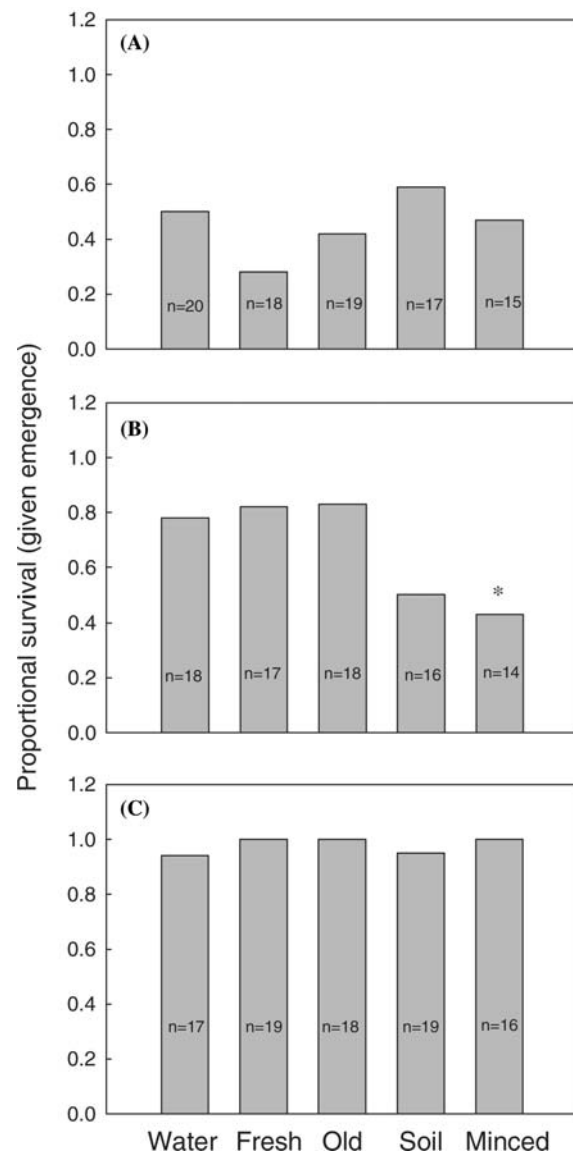 Proportional survival (given emergence)
(A)
1.2
1.0
0.8
0.6
0.4
0.2
0.0
n=20 n=18 n=19 n=17 n=15
(B)
1.2
1.0
0.8
0.6
0.4
0.2
0.0
*
n=18 n=17 n=18 n=16 n=14
(C)
1.2
1.0
0.8
0.6
0.4
0.2
0.0
n=17 n=19 n=18 n=19 n=16
Water Fresh Old Soil Minced